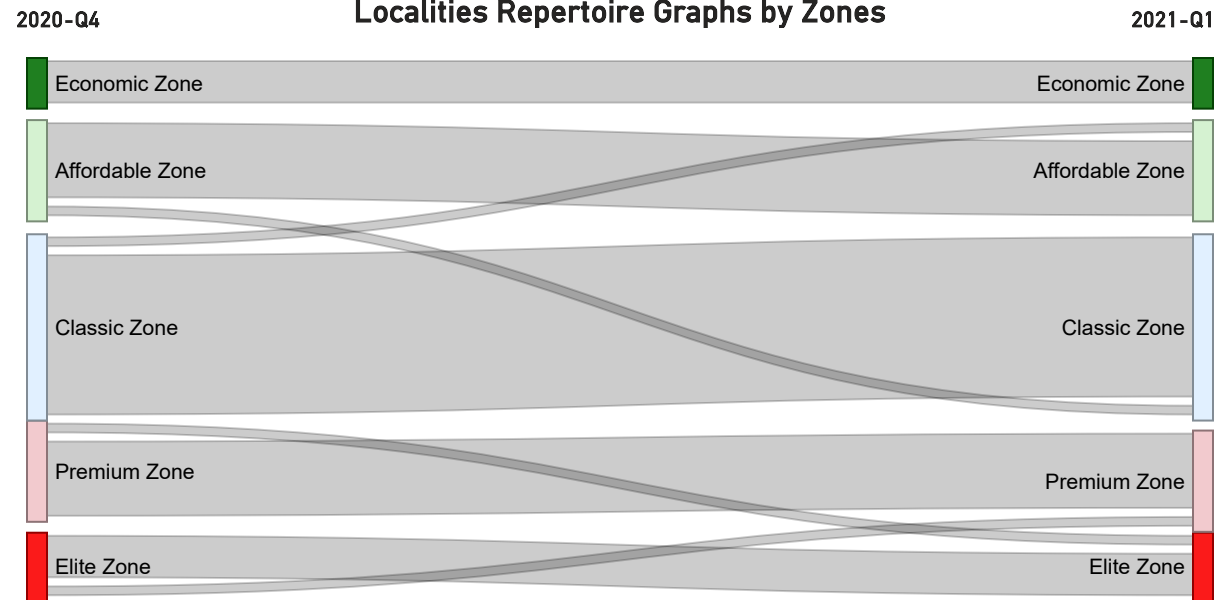 Localities Repertoire Graphs by Zones
2020-Q4
2021-Q1
Economic Zone
Economic Zone
Affordable Zone
Affordable Zone
Classic Zone
Classic Zone
Premium Zone
Premium Zone
Elite Zone
Elite Zone